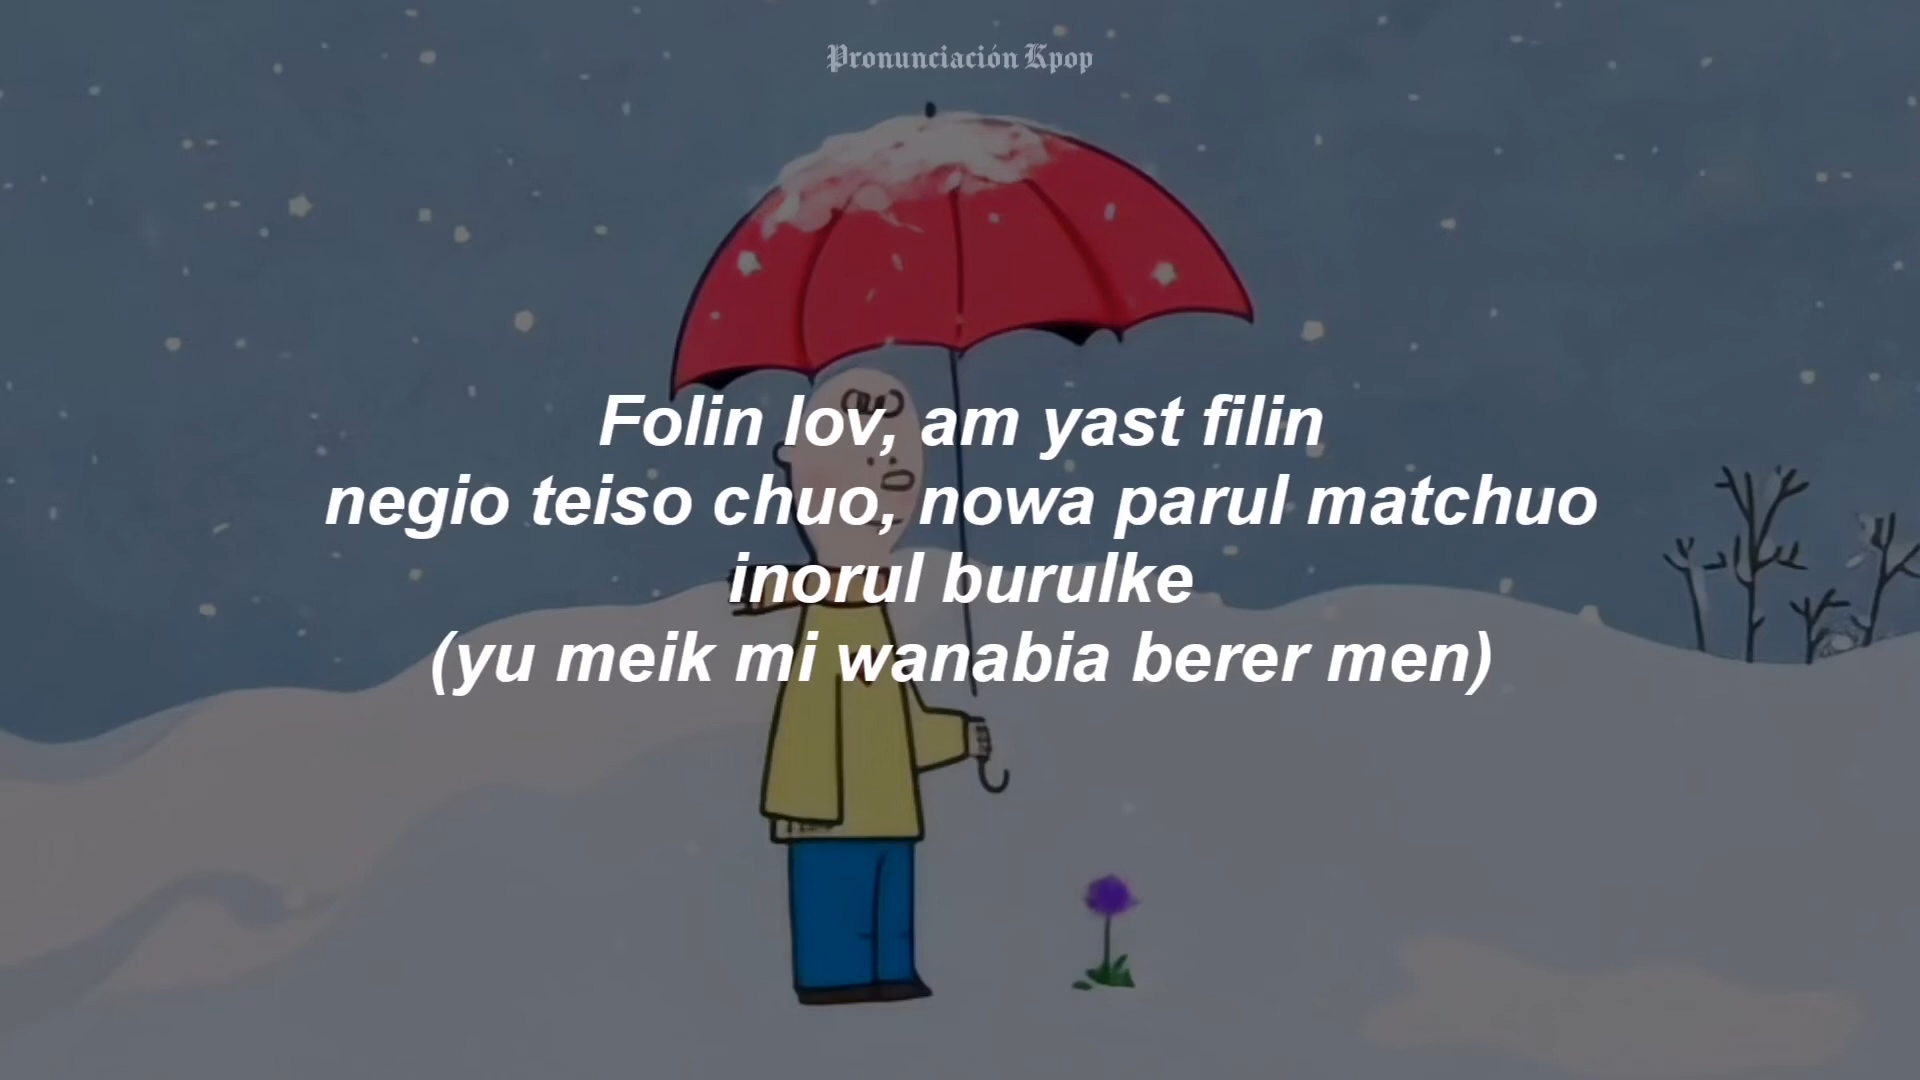 Pronunciación Kpop
Folin lov, am yast filin
negio teiso chuo, nowa parul matchuo
inorul burulke
(yu meik mi wanabia berer men)